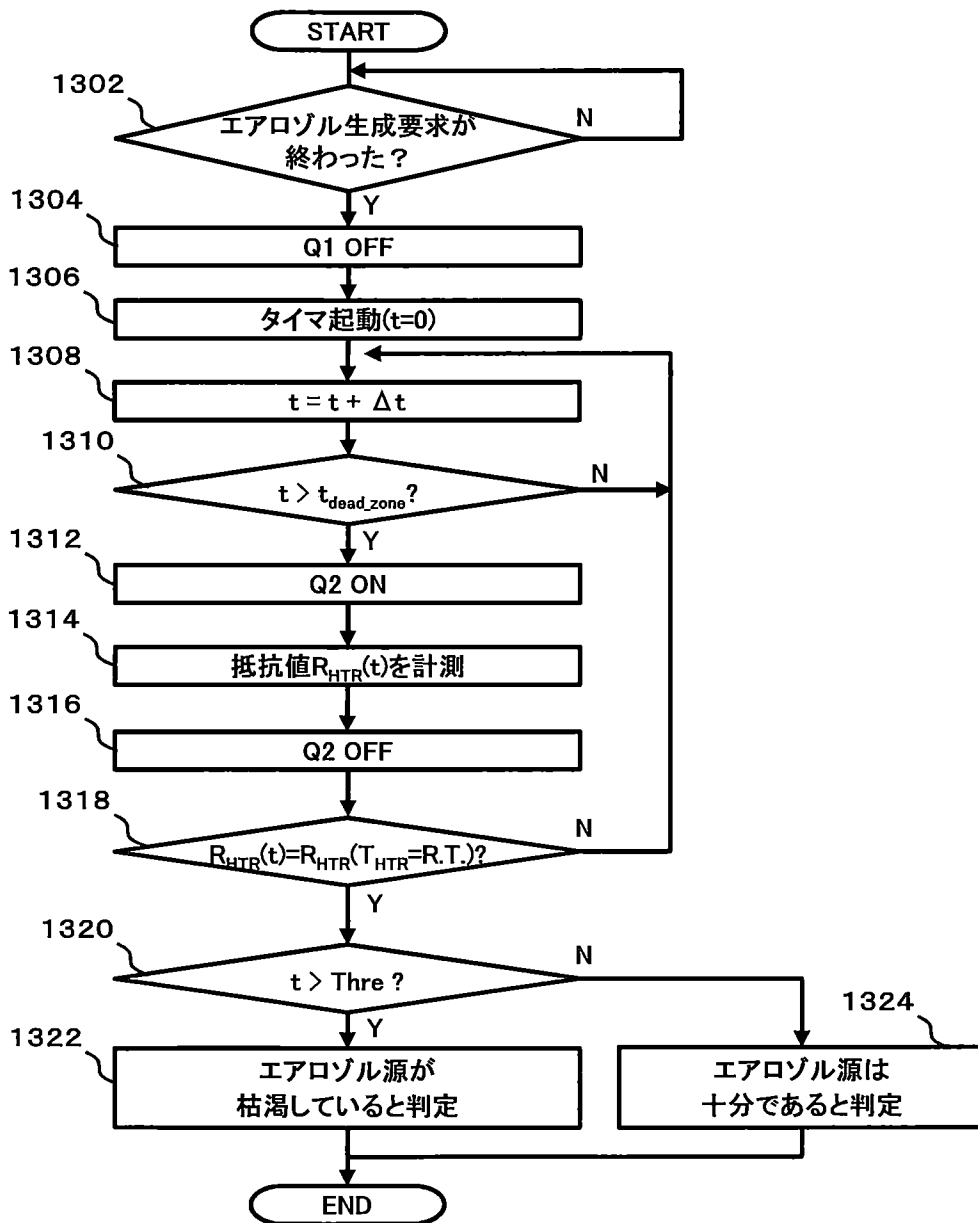 START
1302
エアロゾル生成要求が
終わった？
N
Y
1304
Q1 OFF
1306
タイマ起動(t=0)
1308
t = t + Δt
1310
t > tdead_zone?
N
Y
1312
Q2 ON
1314
抵抗値RHTR(t)を計測
1316
Q2 OFF
1318
RHTR(t)=RHTR(THTR=R.T.)?
N
Y
1320
t > Thre ?
N
Y
1322
エアロゾル源が
枯渇していると判定
1324
エアロゾル源は
十分であると判定
END